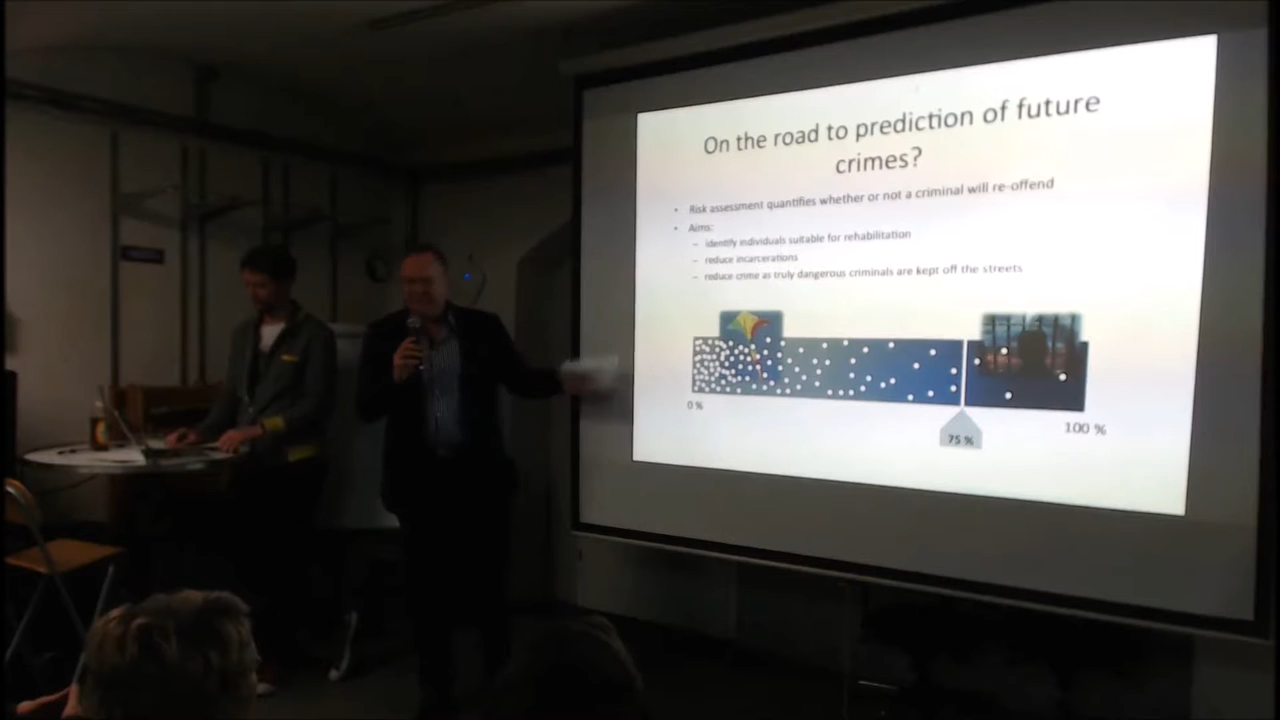 On the road to prediction of future
crimes?
• Risk assessment quantifies whether or not a criminal will re-offend
• Aims:
– identify individuals suitable for rehabilitation
– reduce incarcerations
– reduce crime as truly dangerous criminals are kept off the streets
0 %
75 %
100 %